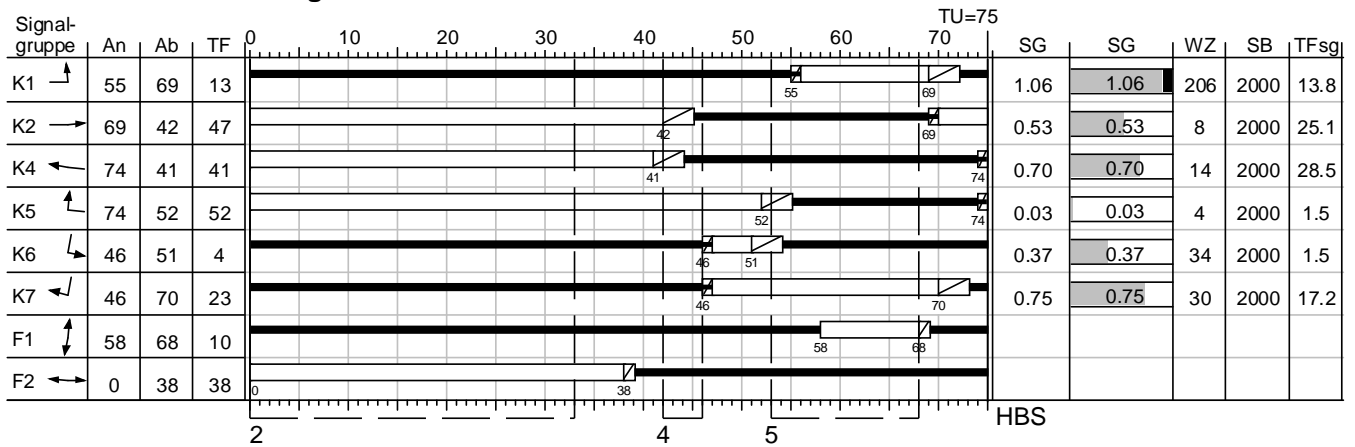 TU=75
Signal-
gruppe An Ab TF 0 10 20 30 40 50 60 70 SG SG WZ SB TFsg
K1 55 69 13 55 69 1.06 1.06 206 2000 13.8
K2 69 42 47 42 69 0.53 0.53 8 2000 25.1
K4 74 41 41 41 74 0.70 0.70 14 2000 28.5
K5 74 52 52 52 74 0.03 0.03 4 2000 1.5
K6 46 51 4 46 51 0.37 0.37 34 2000 1.5
K7 46 70 23 46 70 0.75 0.75 30 2000 17.2
F1 58 68 10 58 68
F2 0 38 38 0 38
HBS
2 4 5